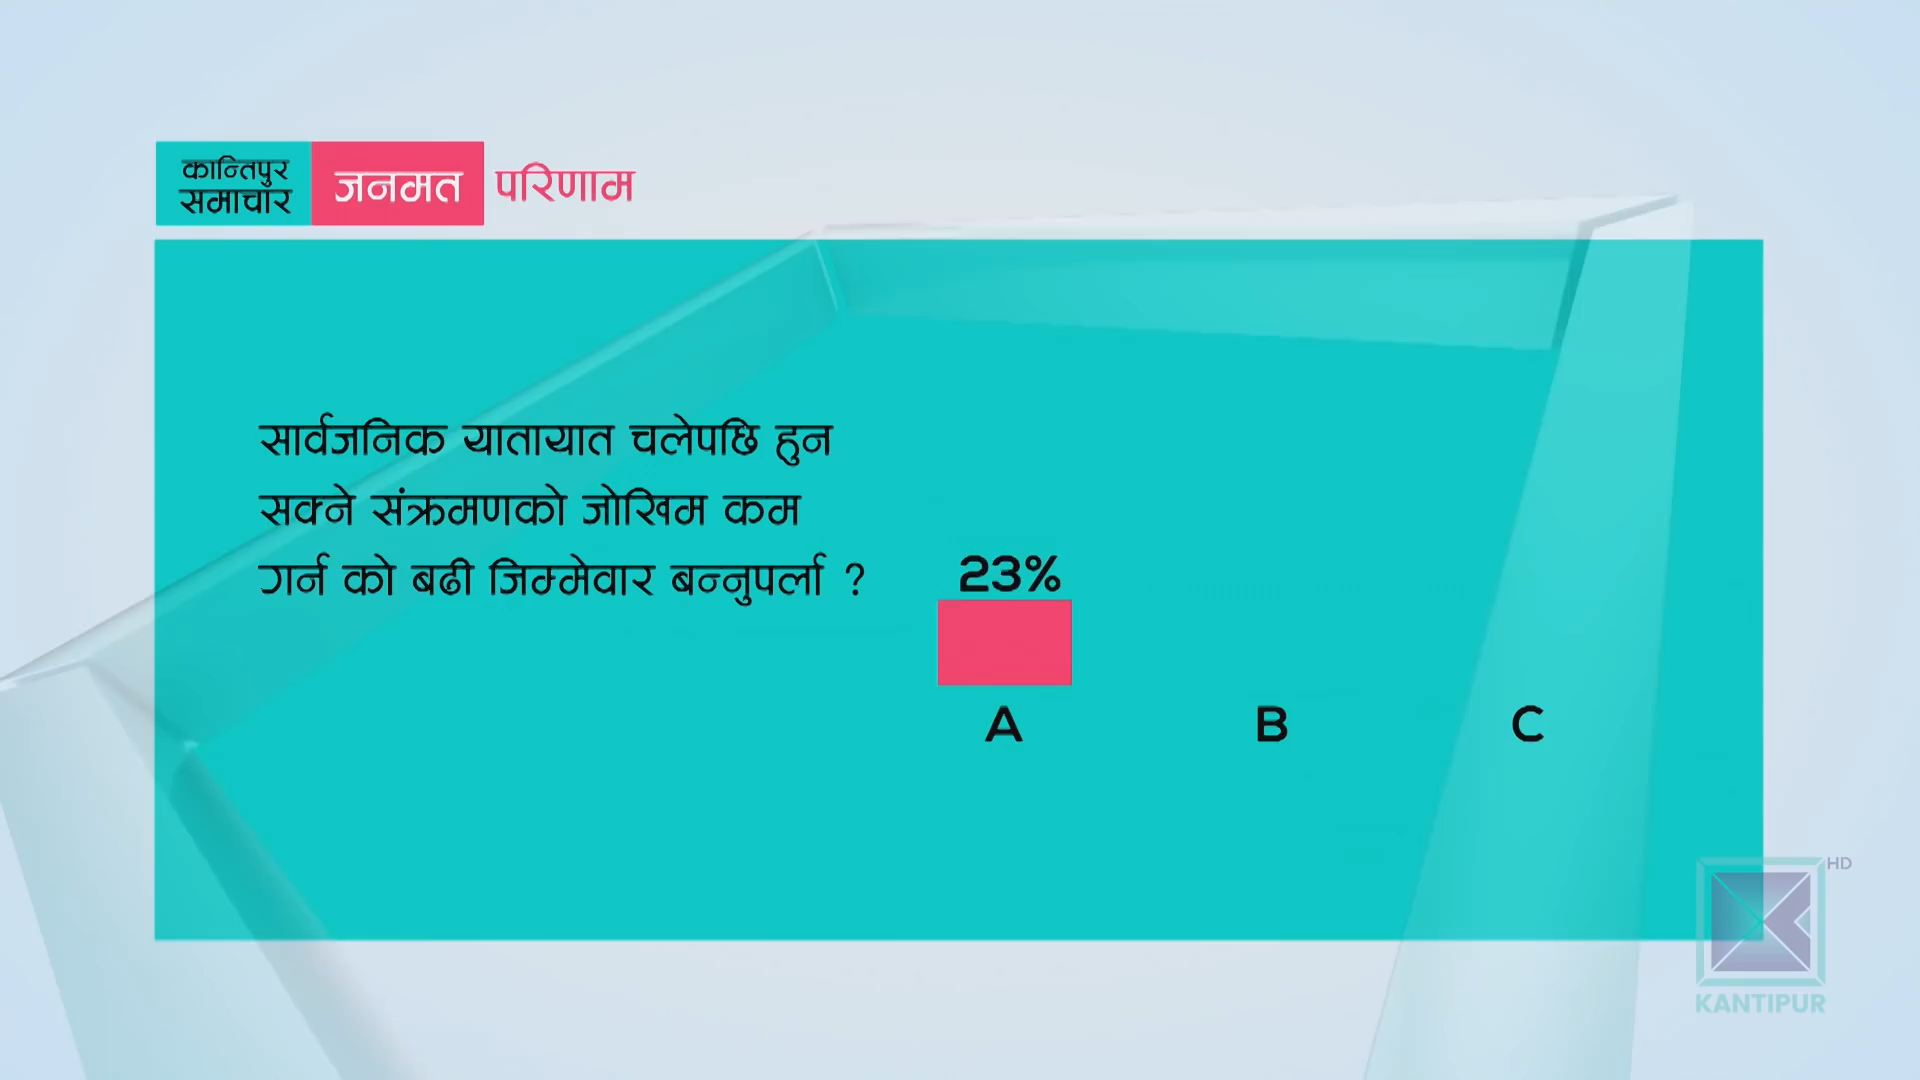 कान्तिपुर
समाचार
जनमत परिणाम
सार्वजनिक यातायात चलेपछि हुन
सक्ने संक्रमणको जोखिम कम
गर्न को बढी जिम्मेवार बन्नुपर्ला ?
23%
A B C
HD
KANTIPUR